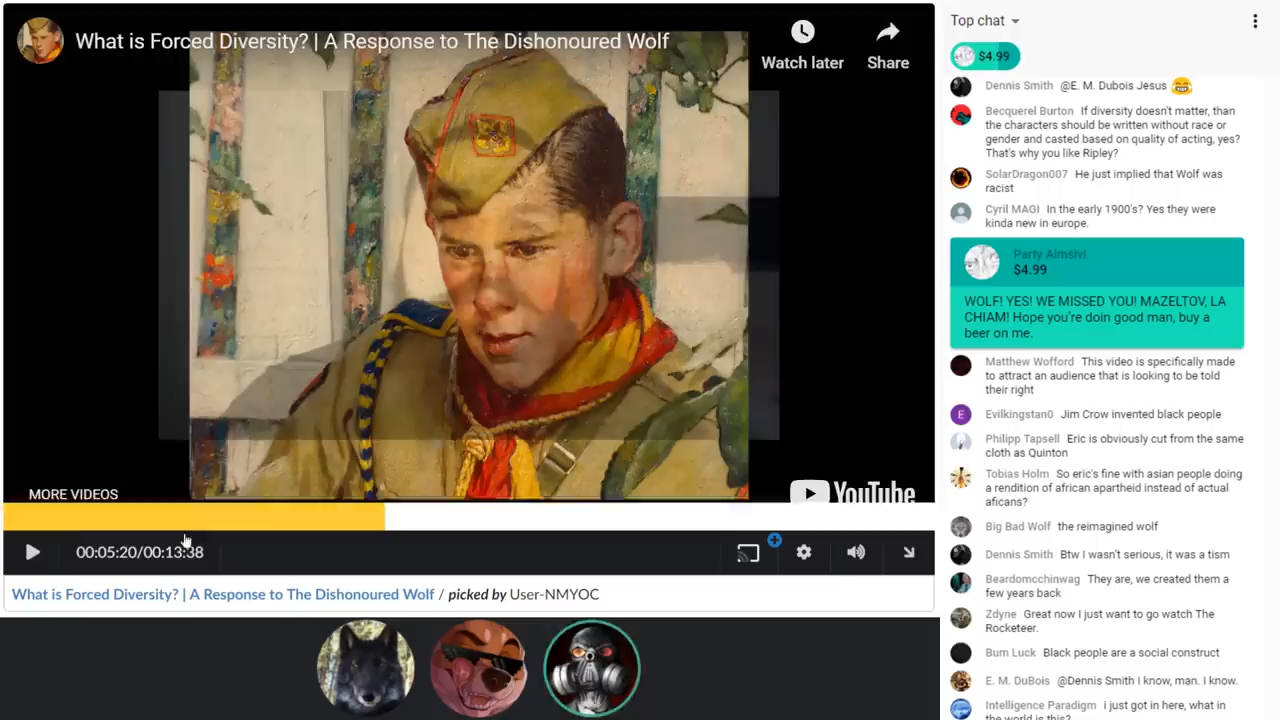 What is Forced Diversity? | A Response to The Dishonoured Wolf
Watch later
Share
MORE VIDEOS
YouTube
00:05:20/00:13:38
What is Forced Diversity? | A Response to The Dishonoured Wolf / picked by User-NMYOC
Top chat
$4.99
Dennis Smith @E. M. Dubois Jesus 😂
Becquerel Burton If diversity doesn't matter, than
the characters should be written without race or
gender and casted based on quality of acting, yes?
That's why you like Ripley?
SolarDragon007 He just implied that Wolf was
racist
Cyril MAGI In the early 1900's? Yes they were
kinda new in europe.
Party Almsivi
$4.99
WOLF! YES! WE MISSED YOU! MAZELTOV, LA
CHIAM! Hope you're doin good man, buy a
beer on me.
Matthew Wofford This video is specifically made
to attract an audience that is looking to be told
their right
E
Evilkingstan0 Jim Crow invented black people
Philipp Tapsell Eric is obviously cut from the same
cloth as Quinton
Tobias Holm So eric's fine with asian people doing
a rendition of african apartheid instead of actual
aficans?
Big Bad Wolf the reimagined wolf
Dennis Smith Btw I wasn't serious, it was a tism
Beardomcchinwag They are, we created them a
few years back
Zdyne Great now I just want to go watch The
Rocketeer.
Bum Luck Black people are a social construct
E. M. DuBois @Dennis Smith I know, man. I know.
Intelligence Paradigm i just got in here, what in
the world is this?